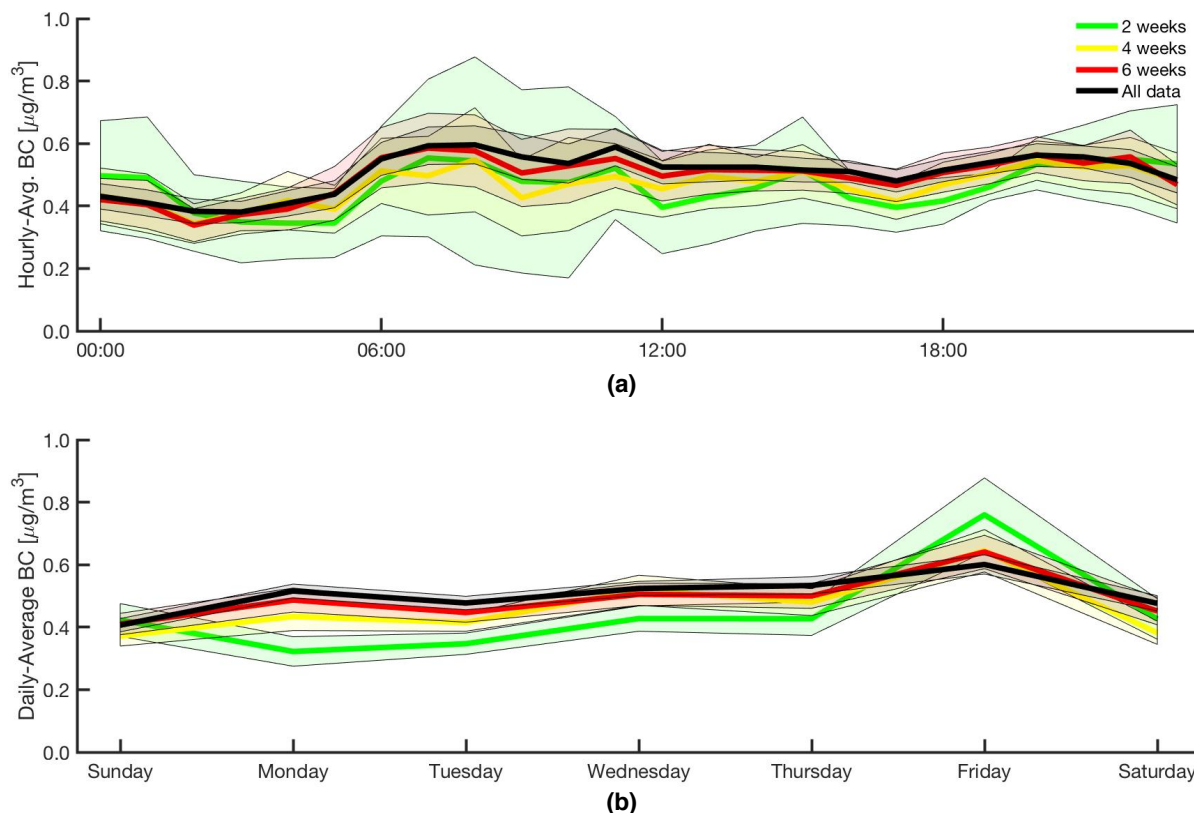 1.0
0.8
0.6
0.4
0.2
0.0
Hourly-Avg. BC [μg/m³]
2 weeks
4 weeks
6 weeks
All data
00:00 06:00 12:00 18:00
(a)
1.0
0.8
0.6
0.4
0.2
0.0
Daily-Average BC [μg/m³]
Sunday Monday Tuesday Wednesday Thursday Friday Saturday
(b)